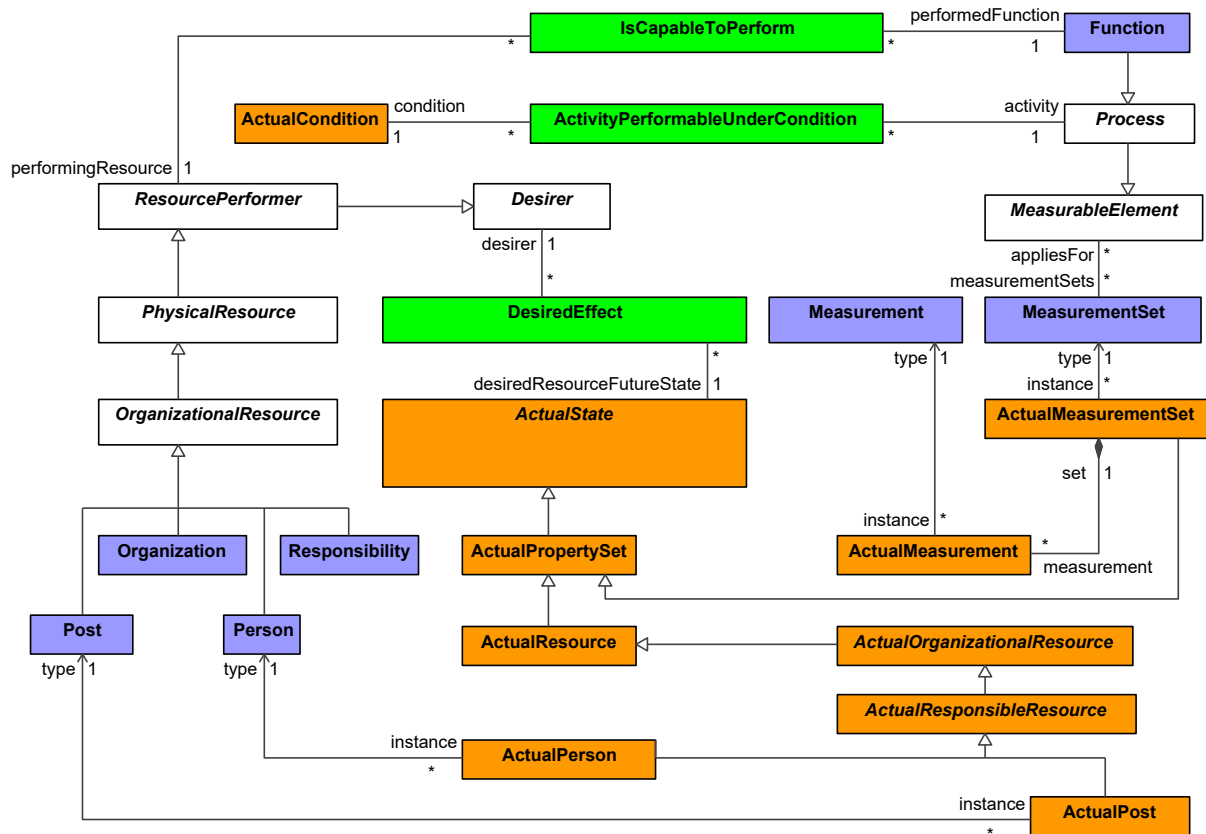 IsCapableToPerform
performedFunction
Function
*
*
1
ActualCondition
condition
ActivityPerformableUnderCondition
activity
Process
1
*
*
1
performingResource
1
ResourcePerformer
Desirer
MeasurableElement
desirer
1
appliesFor
*
*
measurementSets
*
PhysicalResource
DesiredEffect
Measurement
MeasurementSet
*
type
1
type
1
desiredResourceFutureState
1
instance
*
OrganizationalResource
ActualState
ActualMeasurementSet
set
1
instance
*
Organization
Responsibility
ActualPropertySet
ActualMeasurement
*
measurement
Post
Person
ActualResource
ActualOrganizationalResource
type
1
type
1
ActualResponsibleResource
instance
ActualPerson
*
instance
ActualPost
*